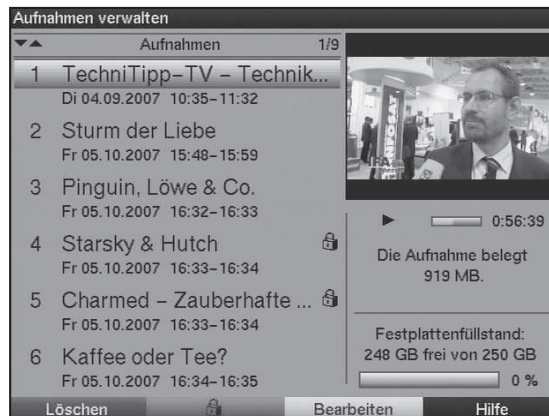 Aufnahmen verwalten
Aufnahmen 1/9
1 TechniTipp-TV - Technik...
Di 04.09.2007 10:35-11:32
2 Sturm der Liebe
Fr 05.10.2007 15:48-15:59
3 Pinguin, Löwe & Co.
Fr 05.10.2007 16:32-16:33
4 Starsky & Hutch
Fr 05.10.2007 16:33-16:34
5 Charmed - Zauberhafte ...
Fr 05.10.2007 16:33-16:34
6 Kaffee oder Tee?
Fr 05.10.2007 16:34-16:35
IFA
0:56:39
Die Aufnahme belegt
919 MB.
Festplattenfüllstand:
248 GB frei von 250 GB
0 %
Löschen Bearbeiten Hilfe